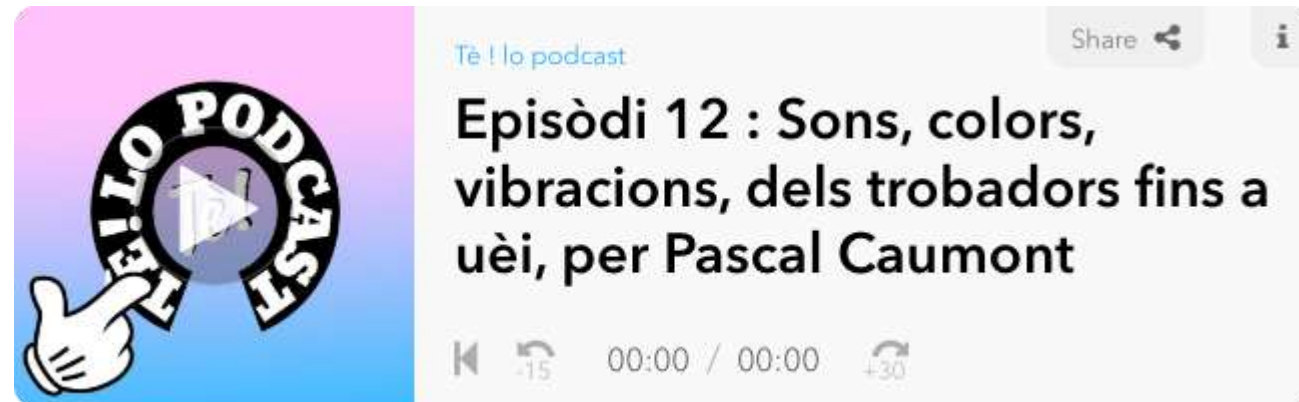 TÈ!LO PODCAST
Tè !
Tè ! lo podcast
Share
Episòdi 12 : Sons, colors,
vibracions, dels trobadors fins a
uèi, per Pascal Caumont
-15
00:00 / 00:00
+30